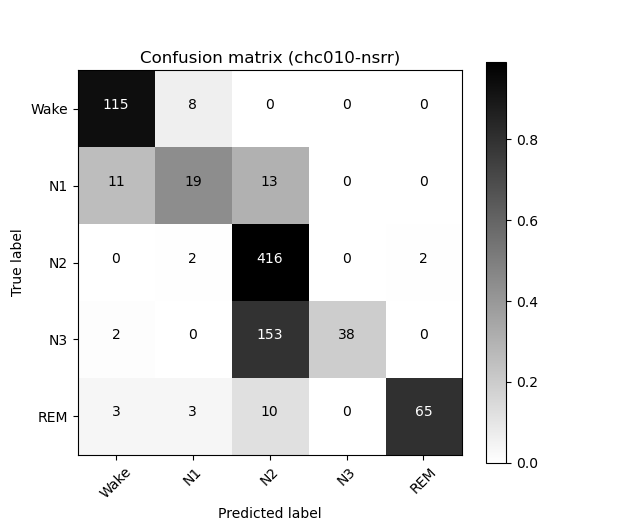 Confusion matrix (chc010-nsrr)
Wake 115 8 0 0 0
N1 11 19 13 0 0
N2 0 2 416 0 2
N3 2 0 153 38 0
REM 3 3 10 0 65
Wake N1 N2 N3 REM
Predicted label
True label
0.8
0.6
0.4
0.2
0.0